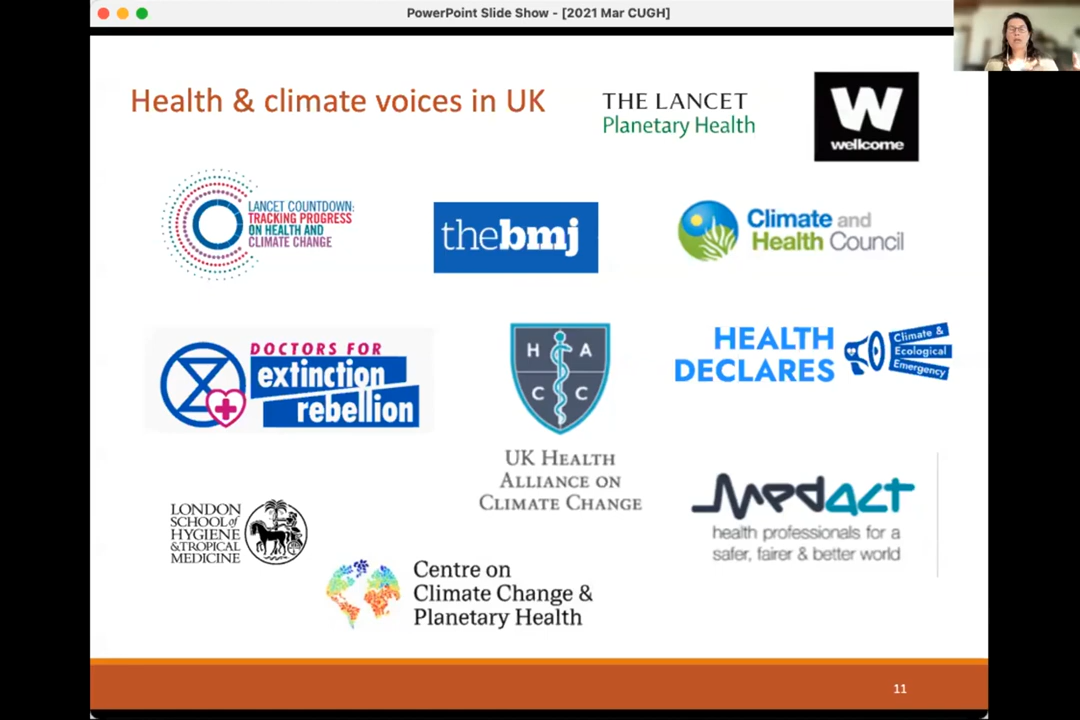 PowerPoint Slide Show - [2021 Mar CUGH]
Health & climate voices in UK
THE LANCET
Planetary Health
W
wellcome
LANCET COUNTDOWN:
TRACKING PROGRESS
ON HEALTH AND
CLIMATE CHANGE
thebmj
Climate and
Health Council
DOCTORS FOR
extinction
rebellion
H A
C C
UK HEALTH
ALLIANCE ON
CLIMATE CHANGE
HEALTH
DECLARES
Climate &
Ecological
Emergency
LONDON
SCHOOL of
HYGIENE
& TROPICAL
MEDICINE
Medact
health professionals for a
safer, fairer & better world
Centre on
Climate Change &
Planetary Health
11